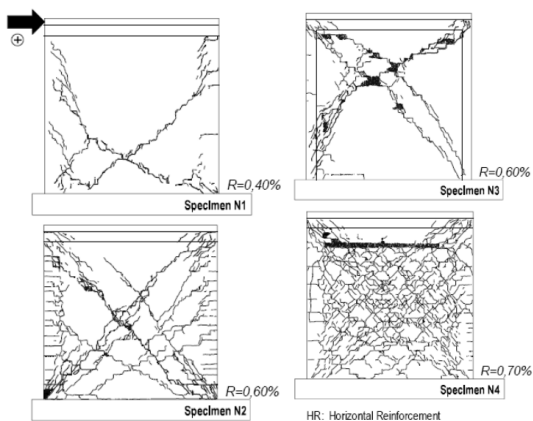 R=0,40%
Specimen N1
R=0,60%
Specimen N3
R=0,60%
Specimen N2
R=0,70%
Specimen N4
HR: Horizontal Reinforcement